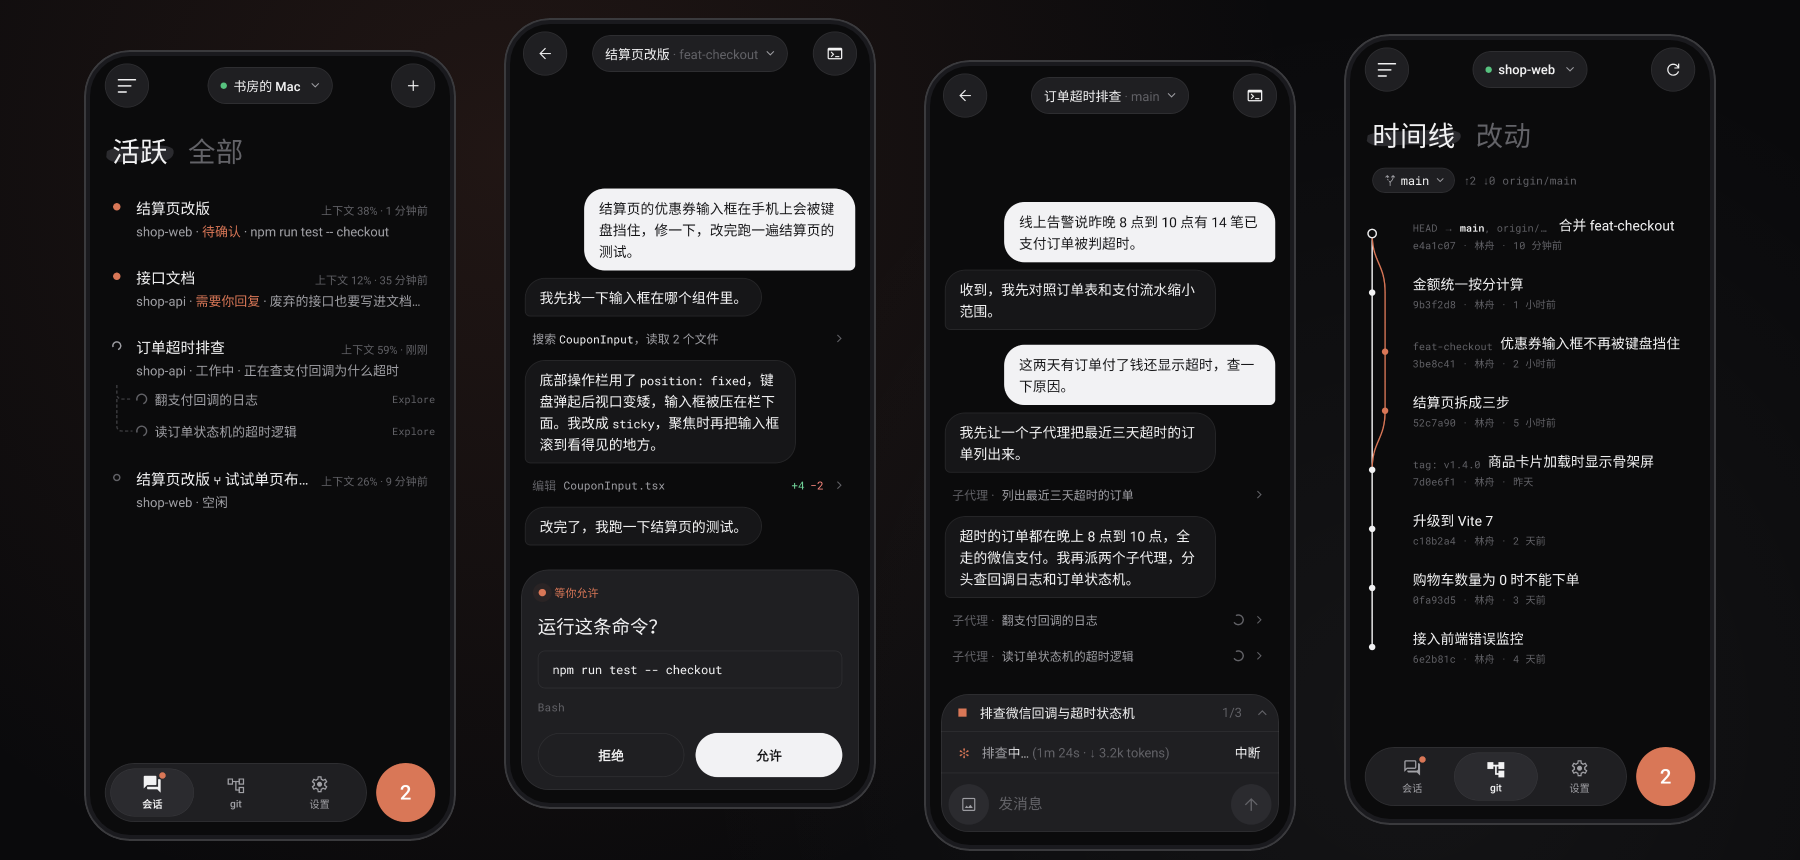 书房的 Mac
活跃 全部
结算页改版 上下文 38% · 1 分钟前
shop-web · 待确认 · npm run test -- checkout
接口文档 上下文 12% · 35 分钟前
shop-api · 需要你回复 · 废弃的接口也要写进文档…
订单超时排查 上下文 59% · 刚刚
shop-api · 工作中 · 正在查支付回调为什么超时
翻支付回调的日志 Explore
读订单状态机的超时逻辑 Explore
结算页改版 ⑂ 试试单页布… 上下文 26% · 9 分钟前
shop-web · 空闲
会话 git 设置 2
结算页改版 · feat-checkout
结算页的优惠券输入框在手机上会被键
盘挡住，修一下，改完跑一遍结算页的
测试。
我先找一下输入框在哪个组件里。
搜索 CouponInput，读取 2 个文件
底部操作栏用了 position: fixed，键
盘弹起后视口变矮，输入框被压在栏下
面。我改成 sticky，聚焦时再把输入框
滚到看得见的地方。
编辑 CouponInput.tsx +4 −2
改完了，我跑一下结算页的测试。
等你允许
运行这条命令？
npm run test -- checkout
Bash
拒绝 允许
订单超时排查 · main
线上告警说昨晚 8 点到 10 点有 14 笔已
支付订单被判超时。
收到，我先对照订单表和支付流水缩小
范围。
这两天有订单付了钱还显示超时，查一
下原因。
我先让一个子代理把最近三天超时的订
单列出来。
子代理 · 列出最近三天超时的订单
超时的订单都在晚上 8 点到 10 点，全
走的微信支付。我再派两个子代理，分
头查回调日志和订单状态机。
子代理 · 翻支付回调的日志
子代理 · 读订单状态机的超时逻辑
排查微信回调与超时状态机 1/3
排查中… (1m 24s · ↓ 3.2k tokens) 中断
发消息
shop-web
时间线 改动
main ↑2 ↓0 origin/main
HEAD → main, origin/… 合并 feat-checkout
e4a1c07 · 林舟 · 10 分钟前
金额统一按分计算
9b3f2d8 · 林舟 · 1 小时前
feat-checkout 优惠券输入框不再被键盘挡住
3be8c41 · 林舟 · 2 小时前
结算页拆成三步
52c7a90 · 林舟 · 5 小时前
tag: v1.4.0 商品卡片加载时显示骨架屏
7d0e6f1 · 林舟 · 昨天
升级到 Vite 7
c18b2a4 · 林舟 · 2 天前
购物车数量为 0 时不能下单
0fa93d5 · 林舟 · 3 天前
接入前端错误监控
6e2b81c · 林舟 · 4 天前
会话 git 设置 2